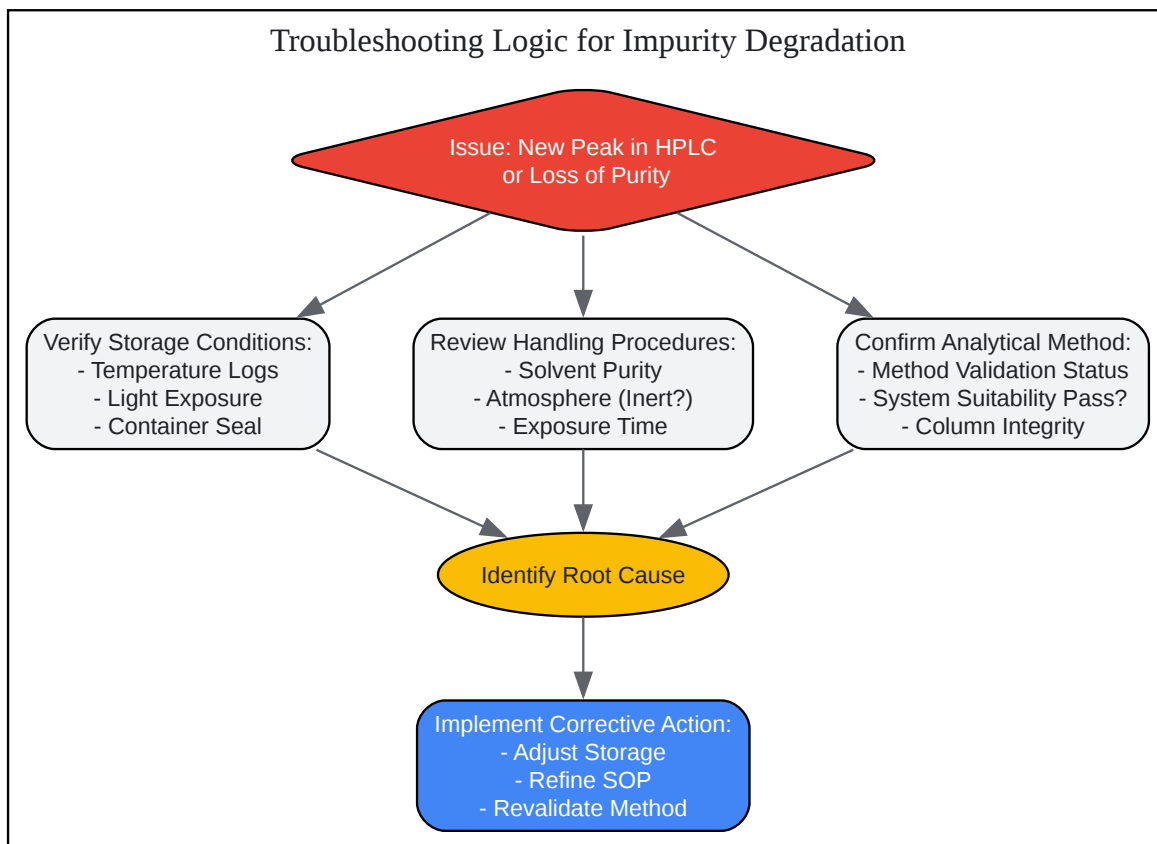 Troubleshooting Logic for Impurity Degradation
Issue: New Peak in HPLC
or Loss of Purity
Verify Storage Conditions:
- Temperature Logs
- Light Exposure
- Container Seal
Review Handling Procedures:
- Solvent Purity
- Atmosphere (Inert?)
- Exposure Time
Confirm Analytical Method:
- Method Validation Status
- System Suitability Pass?
- Column Integrity
Identify Root Cause
Implement Corrective Action:
- Adjust Storage
- Refine SOP
- Revalidate Method